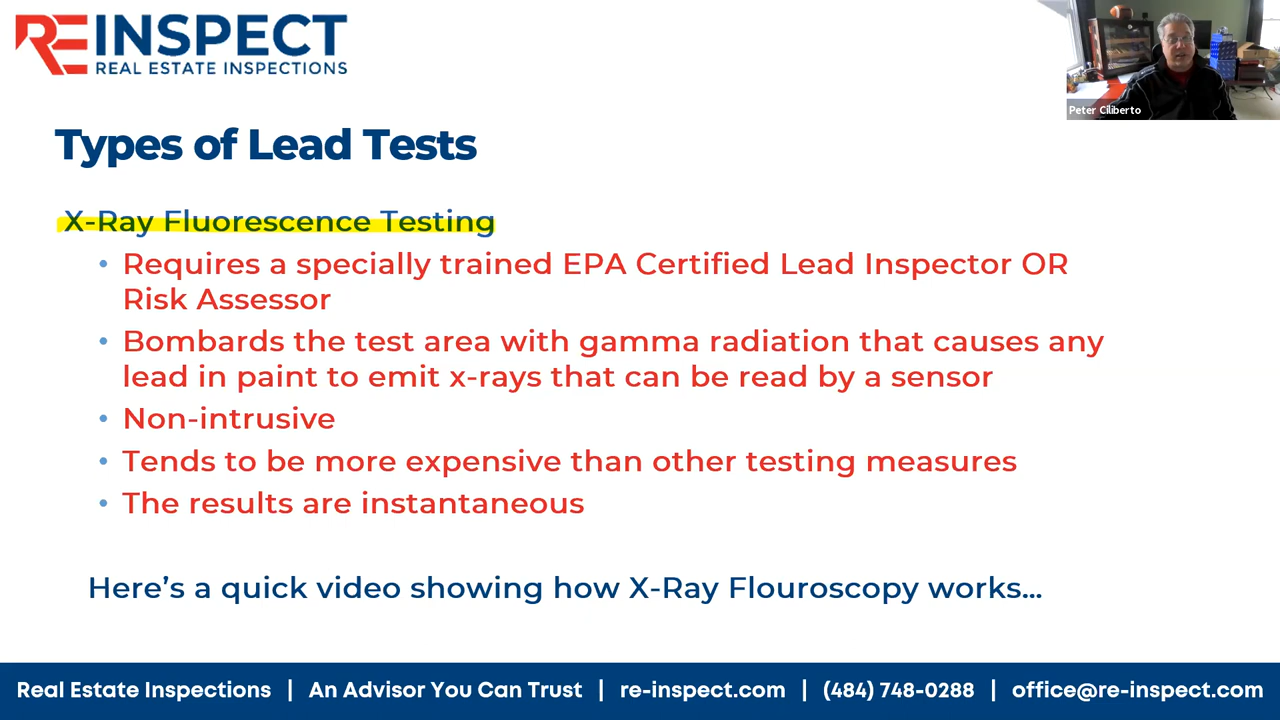 REINSPECT
REAL ESTATE INSPECTIONS
Peter Ciliberto
Types of Lead Tests
X-Ray Fluorescence Testing
• Requires a specially trained EPA Certified Lead Inspector OR
Risk Assessor
• Bombards the test area with gamma radiation that causes any
lead in paint to emit x-rays that can be read by a sensor
• Non-intrusive
• Tends to be more expensive than other testing measures
• The results are instantaneous
Here's a quick video showing how X-Ray Flouroscopy works...
Real Estate Inspections | An Advisor You Can Trust | re-inspect.com | (484) 748-0288 | office@re-inspect.com